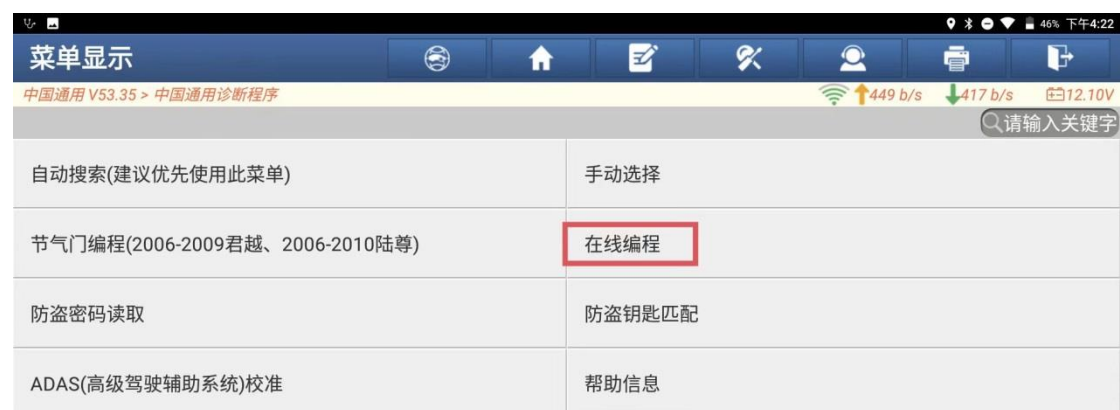 46% 下午4:22
菜单显示
中国通用 V53.35 > 中国通用诊断程序 449 b/s 417 b/s 12.10V
请输入关键字
自动搜索(建议优先使用此菜单) 手动选择
节气门编程(2006-2009君越、2006-2010陆尊) 在线编程
防盗密码读取 防盗钥匙匹配
ADAS(高级驾驶辅助系统)校准 帮助信息